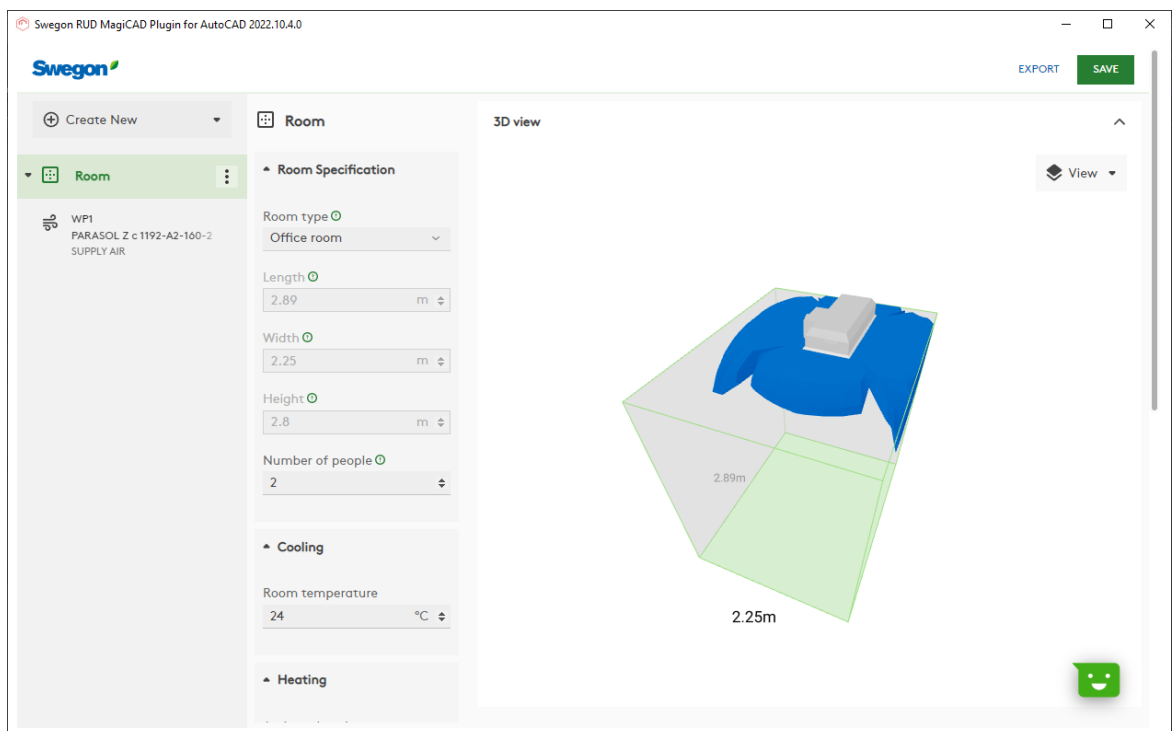 Swegon RUD MagiCAD Plugin for AutoCAD 2022.10.4.0
Swegon
EXPORT
SAVE
Create New
Room
WP1
PARASOL Z c 1192-A2-160-2
SUPPLY AIR
Room
Room Specification
Room type
Office room
Length
2.89 m
Width
2.25 m
Height
2.8 m
Number of people
2
Cooling
Room temperature
24 °C
Heating
3D view
View
2.89m
2.25m